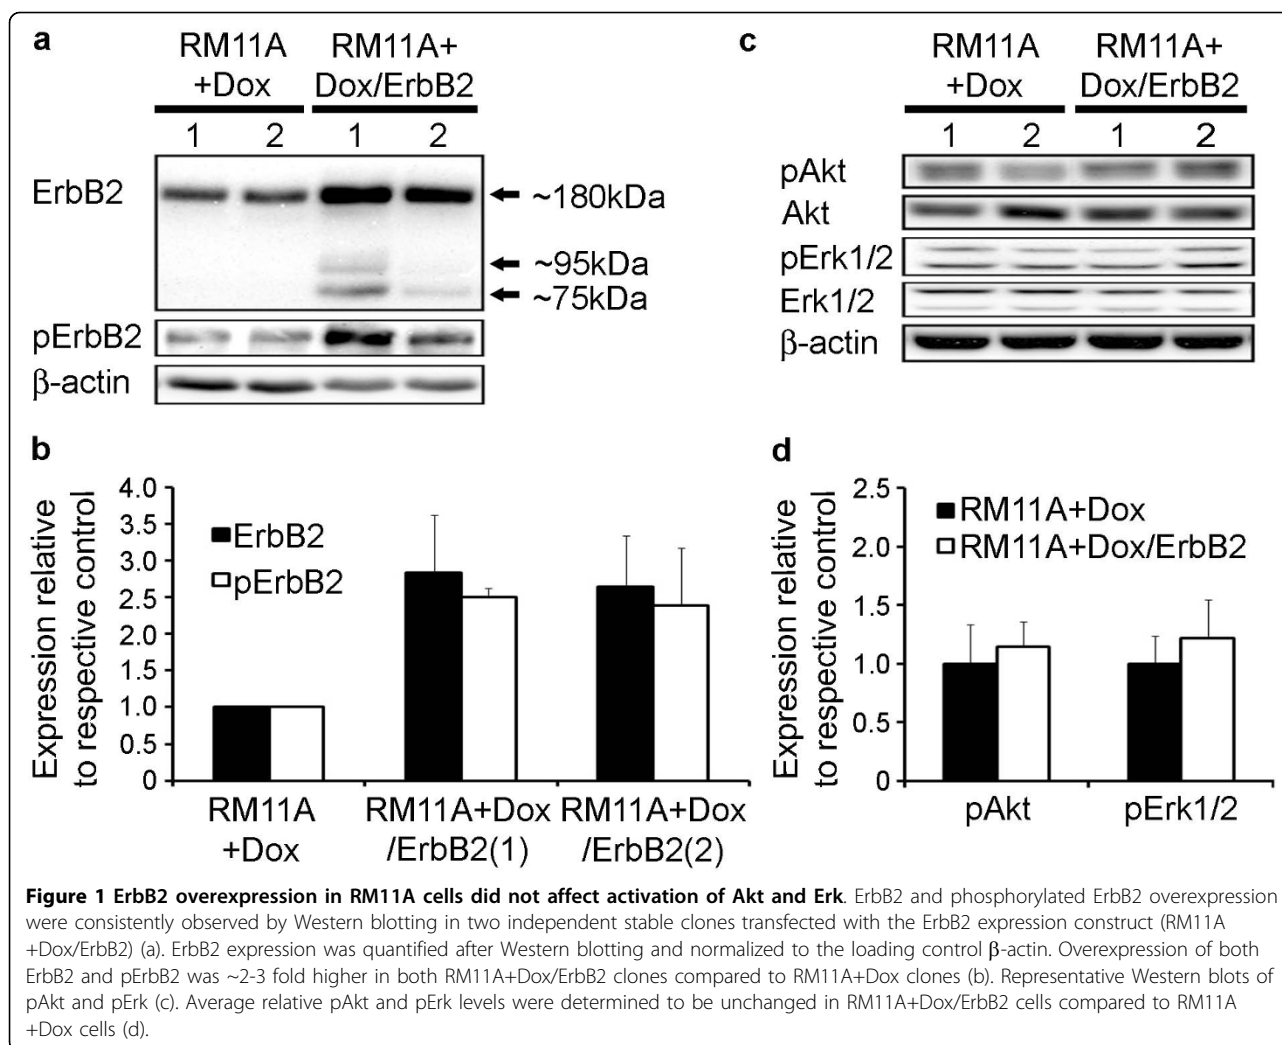 a
RM11A
+Dox
RM11A+
Dox/ErbB2
1 2 1 2
ErbB2
~180kDa
~95kDa
~75kDa
pErbB2
β-actin
c
RM11A
+Dox
RM11A+
Dox/ErbB2
1 2 1 2
pAkt
Akt
pErk1/2
Erk1/2
β-actin
b
Expression relative
to respective control
4.0
3.5
3.0
2.5
2.0
1.5
1.0
0.5
0
ErbB2
pErbB2
RM11A
+Dox
RM11A+Dox
/ErbB2(1)
RM11A+Dox
/ErbB2(2)
d
Expression relative
to respective control
2.5
2.0
1.5
1.0
0.5
0
RM11A+Dox
RM11A+Dox/ErbB2
pAkt
pErk1/2
Figure 1 ErbB2 overexpression in RM11A cells did not affect activation of Akt and Erk. ErbB2 and phosphorylated ErbB2 overexpression
were consistently observed by Western blotting in two independent stable clones transfected with the ErbB2 expression construct (RM11A
+Dox/ErbB2) (a). ErbB2 expression was quantified after Western blotting and normalized to the loading control β-actin. Overexpression of both
ErbB2 and pErbB2 was ~2-3 fold higher in both RM11A+Dox/ErbB2 clones compared to RM11A+Dox clones (b). Representative Western blots of
pAkt and pErk (c). Average relative pAkt and pErk levels were determined to be unchanged in RM11A+Dox/ErbB2 cells compared to RM11A
+Dox cells (d).